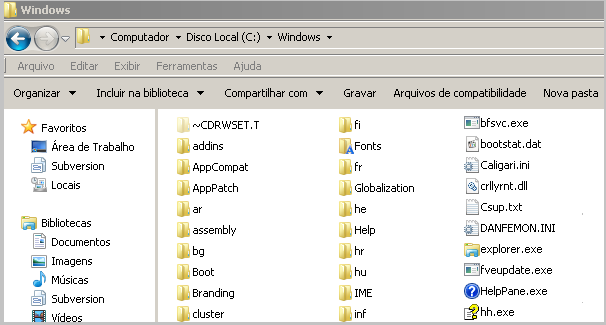 Windows
Computador Disco Local (C:) Windows
Arquivo Editar Exibir Ferramentas Ajuda
Organizar Incluir na biblioteca Compartilhar com Gravar Arquivos de compatibilidade Nova pasta
Favoritos
Área de Trabalho
Subversion
Locais
Bibliotecas
Documentos
Imagens
Músicas
Subversion
Vídeos
~CDRWSET.T
addins
AppCompat
AppPatch
ar
assembly
bg
Boot
Branding
cluster
fi
Fonts
fr
Globalization
he
Help
hr
hu
IME
inf
bfsvc.exe
bootstat.dat
Caligari.ini
crllyrnt.dll
Csup.txt
DANFEMON.INI
explorer.exe
fveupdate.exe
HelpPane.exe
hh.exe